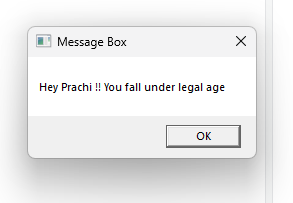 Message Box
Hey Prachi !! You fall under legal age
OK